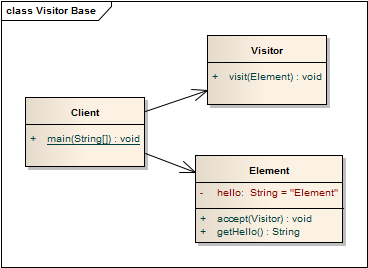 class Visitor Base
Visitor
+ visit(Element) : void
Client
+ main(String[]) : void
Element
- hello: String = "Element"
+ accept(Visitor) : void
+ getHello() : String